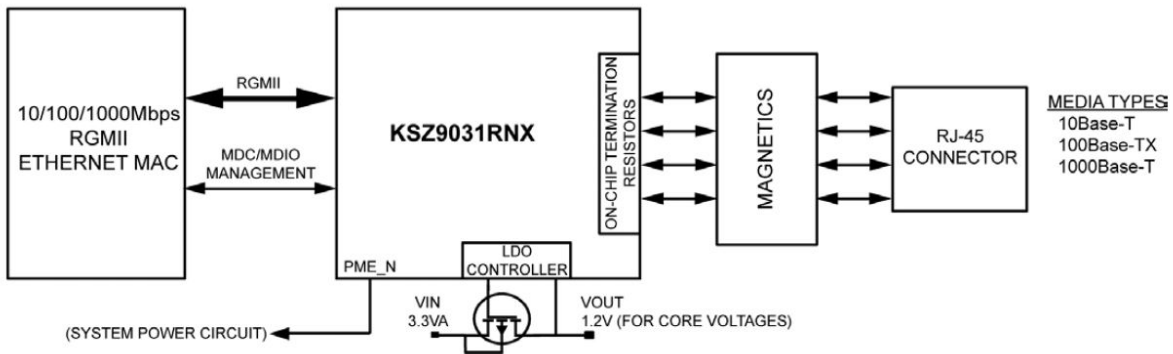 10/100/1000Mbps
RGMII
ETHERNET MAC
RGMII
MDC/MDIO
MANAGEMENT
KSZ9031RNX
ON-CHIP TERMINATION
RESISTORS
LDO
CONTROLLER
PME_N
VIN
3.3VA
VOUT
1.2V (FOR CORE VOLTAGES)
(SYSTEM POWER CIRCUIT)
MAGNETICS
RJ-45
CONNECTOR
MEDIA TYPES
10Base-T
100Base-TX
1000Base-T